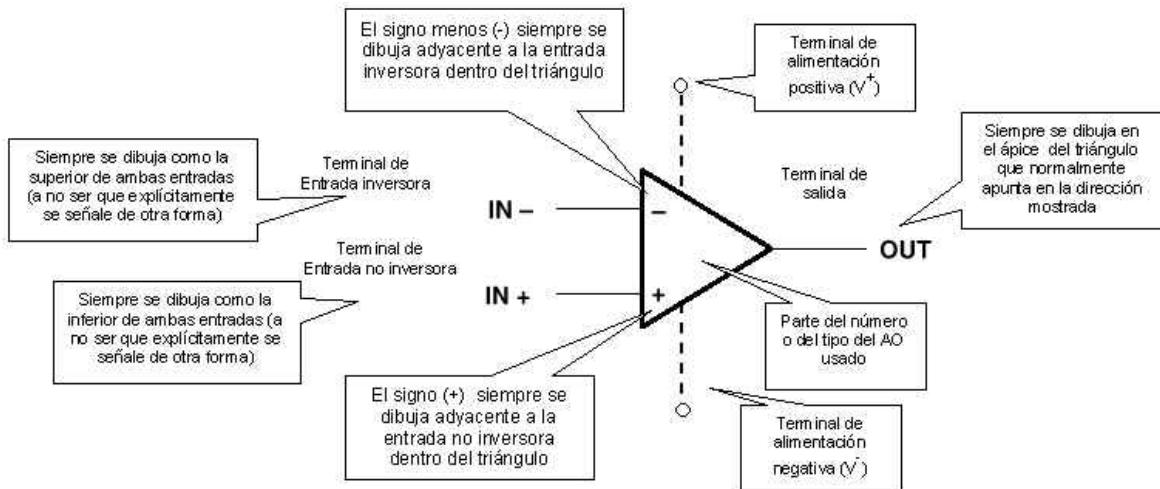 El signo menos (-) siempre se
dibuja adyacente a la entrada
inversora dentro del triángulo
Terminal de
alimentación
positiva (V+)
Siempre se dibuja como la
superior de ambas entradas
(a no ser que explícitamente
se señale de otra forma)
Terminal de
Entrada inversora
Terminal de
salida
Siempre se dibuja en
el ápice del triángulo
que normalmente
apunta en la dirección
mostrada
IN –
–
OUT
Terminal de
Entrada no inversora
IN +
+
Siempre se dibuja como la
inferior de ambas entradas (a
no ser que explícitamente se
señale de otra forma)
Parte del número
o del tipo del AO
usado
El signo (+) siempre se
dibuja adyacente a la
entrada no inversora
dentro del triángulo
Terminal de
alimentación
negativa (V-)